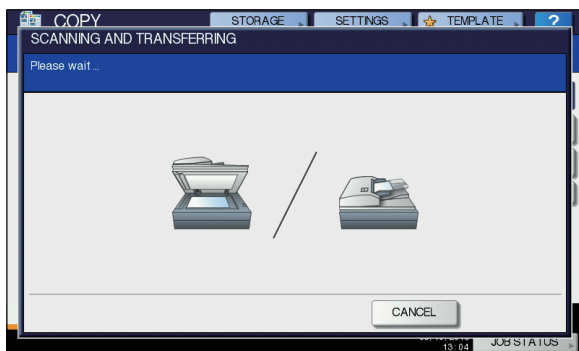 COPY
STORAGE
SETTINGS
TEMPLATE
?
SCANNING AND TRANSFERRING
Please wait ...
CANCEL
13:04
JOB STATUS